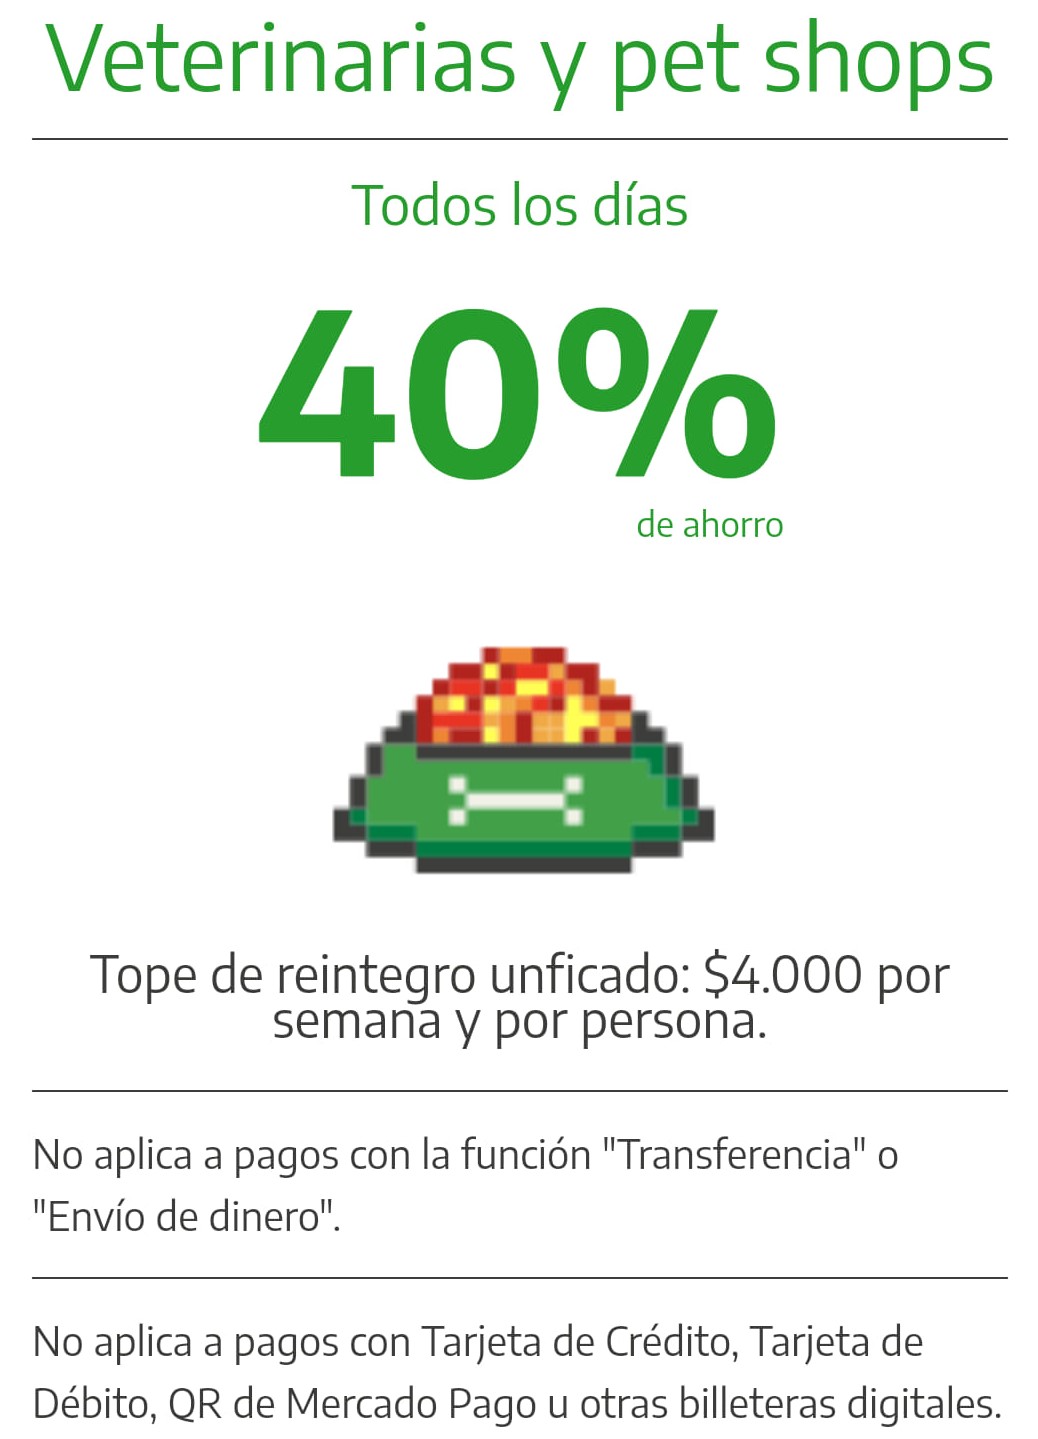 Veterinarias y pet shops
Todos los días
40%
de ahorro
Tope de reintegro unficado: $4.000 por
semana y por persona.
No aplica a pagos con la función "Transferencia" o
"Envío de dinero".
No aplica a pagos con Tarjeta de Crédito, Tarjeta de
Débito, QR de Mercado Pago u otras billeteras digitales.